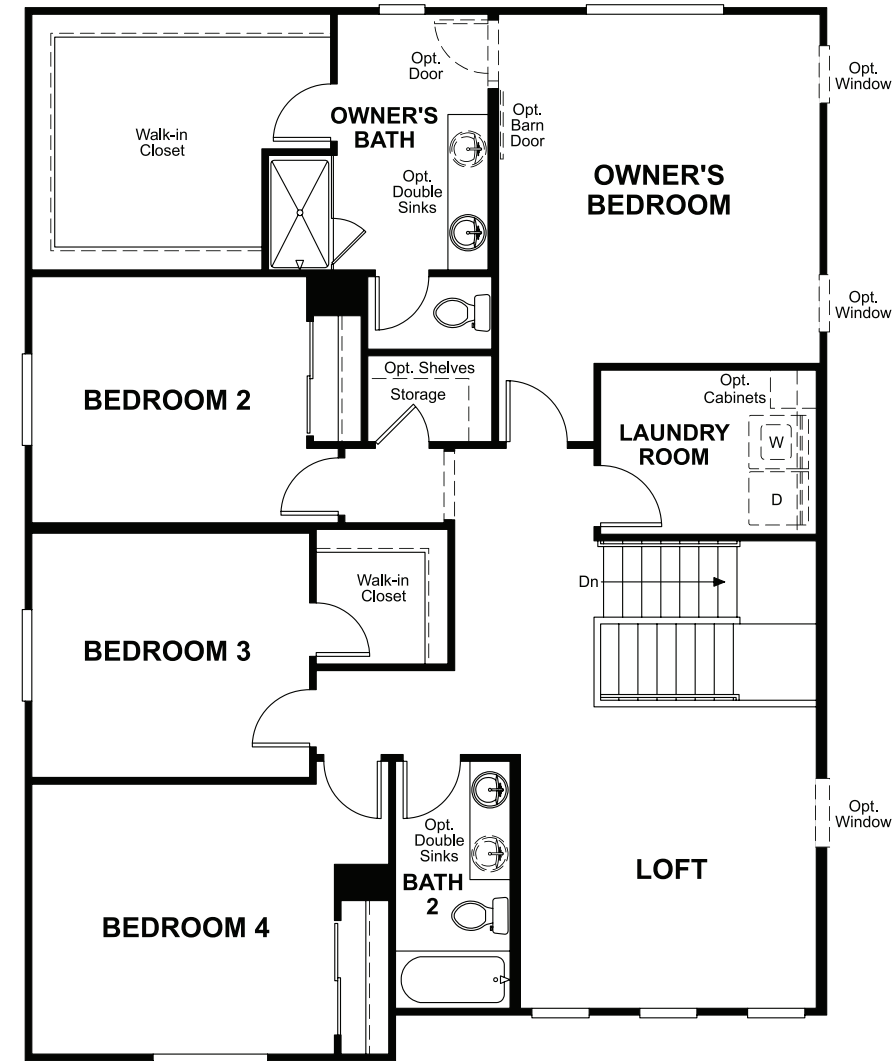 Opt.
Door
OWNER'S
BATH
Opt.
Barn
Door
Opt.
Window
Walk-in
Closet
Opt.
Double
Sinks
OWNER'S
BEDROOM
Opt.
Window
BEDROOM 2
Opt. Shelves
Storage
Opt.
Cabinets
LAUNDRY
ROOM
W
D
Walk-in
Closet
Dn
BEDROOM 3
Opt.
Window
Opt.
Double
Sinks
BATH
2
LOFT
BEDROOM 4